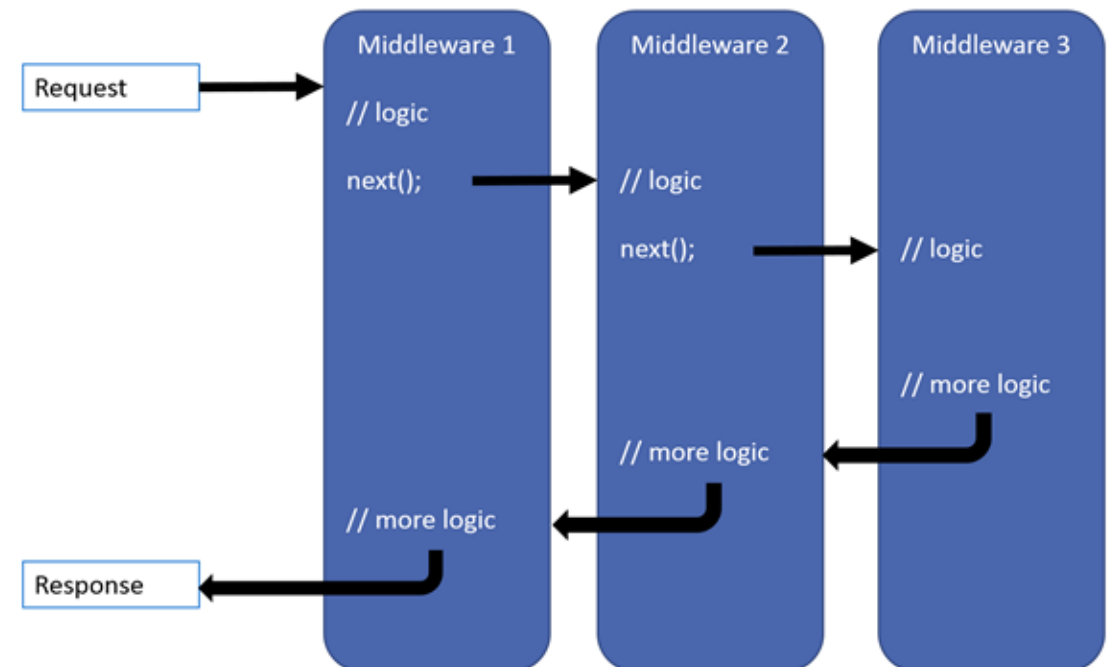 Middleware 1
Middleware 2
Middleware 3
Request
// logic
next();
// logic
next();
// logic
// more logic
// more logic
// more logic
Response